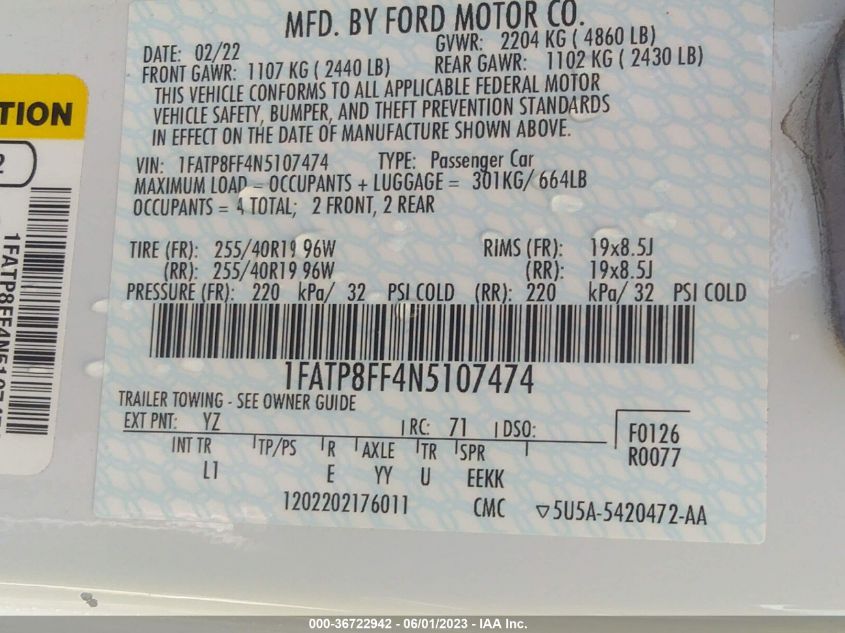 MFD. BY FORD MOTOR CO.
DATE: 02/22 GVWR: 2204 KG ( 4860 LB)
FRONT GAWR: 1107 KG ( 2440 LB) REAR GAWR: 1102 KG ( 2430 LB)
THIS VEHICLE CONFORMS TO ALL APPLICABLE FEDERAL MOTOR
VEHICLE SAFETY, BUMPER, AND THEFT PREVENTION STANDARDS
IN EFFECT ON THE DATE OF MANUFACTURE SHOWN ABOVE.
VIN: 1FATP8FF4N5107474 TYPE: Passenger Car
MAXIMUM LOAD = OCCUPANTS + LUGGAGE = 301KG/ 664LB
OCCUPANTS = 4 TOTAL; 2 FRONT, 2 REAR
TIRE (FR): 255/40R19 96W RIMS (FR): 19x8.5J
(RR): 255/40R19 96W (RR): 19x8.5J
PRESSURE (FR): 220 kPa/ 32 PSI COLD (RR): 220 kPa/ 32 PSI COLD
1FATP8FF4N5107474
TRAILER TOWING - SEE OWNER GUIDE
EXT PNT: YZ RC: 71 DSO: F0126
R0077
INT TR TP/PS R AXLE TR SPR
L1 E YY U EEKK
1202202176011 CMC ▽5U5A-5420472-AA
TION
2
1FATP8FF4N510747
000-36722942 - 06/01/2023 - IAA Inc.